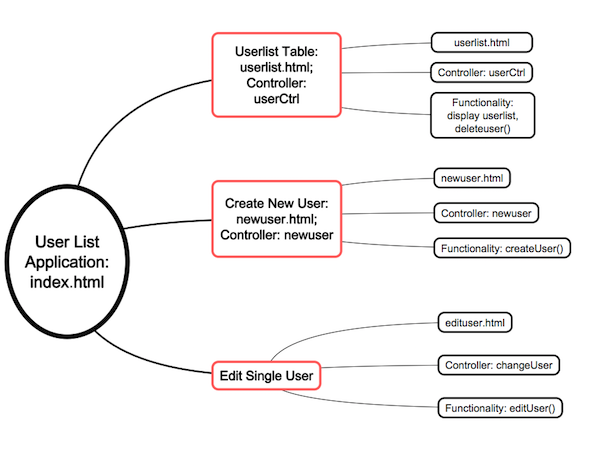 User List
Application:
index.html
Userlist Table:
userlist.html;
Controller:
userCtrl
userlist.html
Controller: userCtrl
Functionality:
display userlist,
deleteuser()
Create New User:
newuser.html;
Controller: newuser
newuser.html
Controller: newuser
Functionality: createUser()
Edit Single User
edituser.html
Controller: changeUser
Functionality: editUser()